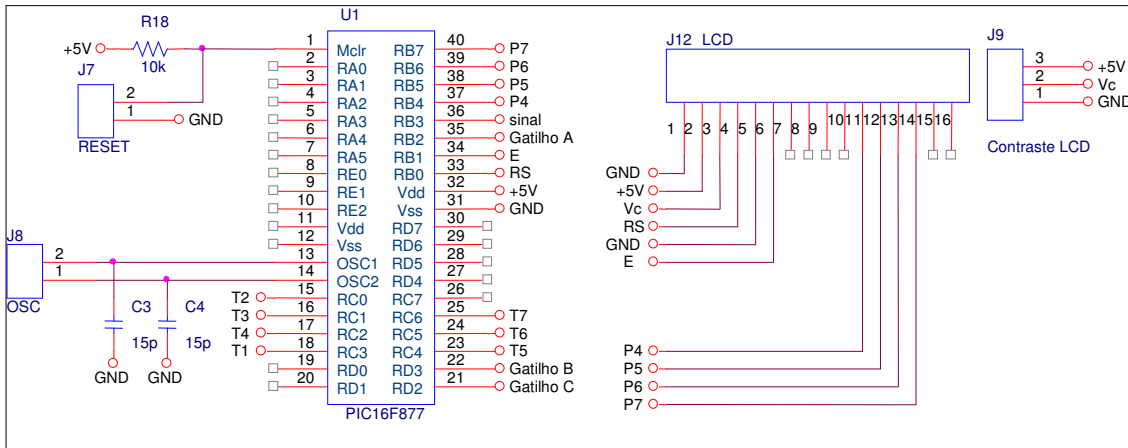 U1
R18
+5V
10k
J7
2
1
GND
RESET
J8
2
1
OSC
C3
C4
15p
15p
GND
GND
T2
T3
T4
T1
1 Mclr RB7 40 P7
2 RA0 RB6 39 P6
3 RA1 RB5 38 P5
4 RA2 RB4 37 P4
5 RA3 RB3 36 sinal
6 RA4 RB2 35 Gatilho A
7 RA5 RB1 34 E
8 RE0 RB0 33 RS
9 RE1 Vdd 32 +5V
10 RE2 Vss 31 GND
11 Vdd RD7 30
12 Vss RD6 29
13 OSC1 RD5 28
14 OSC2 RD4 27
15 RC0 RC7 26
16 RC1 RC6 25 T7
17 RC2 RC5 24 T6
18 RC3 RC4 23 T5
19 RD0 RD3 22 Gatilho B
20 RD1 RD2 21 Gatilho C
PIC16F877
J12 LCD
1 2 3 4 5 6 7 8 9 10 11 12 13 14 15 16
GND
+5V
Vc
RS
GND
E
P4
P5
P6
P7
J9
3 +5V
2 Vc
1 GND
Contraste LCD